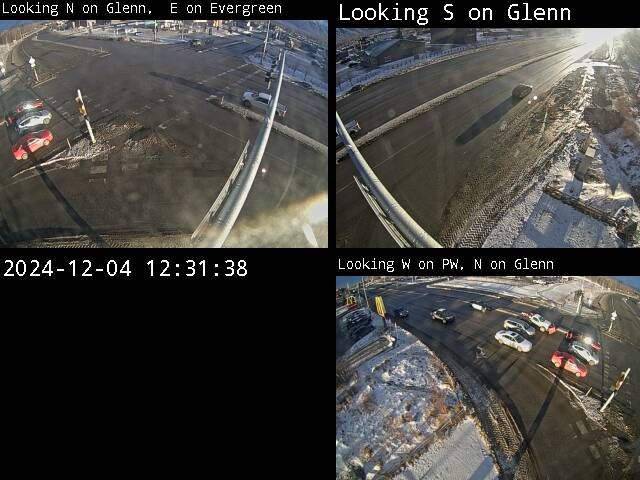 Looking N on Glenn,  E on Evergreen
Looking S on Glenn
2024-12-04 12:31:38
Looking W on PW, N on Glenn